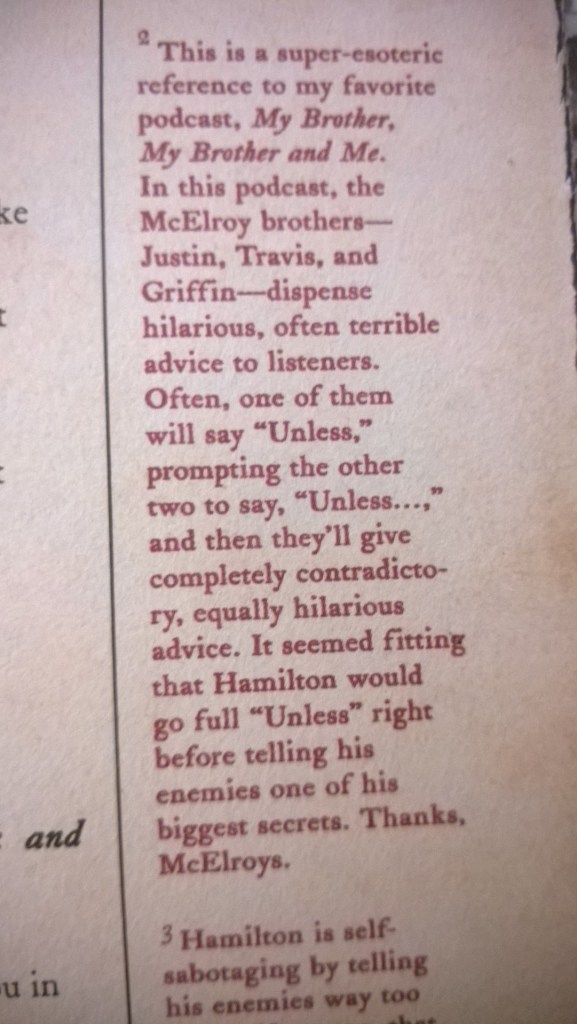 ² This is a super-esoteric
reference to my favorite
podcast, My Brother,
My Brother and Me.
In this podcast, the
McElroy brothers—
Justin, Travis, and
Griffin—dispense
hilarious, often terrible
advice to listeners.
Often, one of them
will say “Unless,”
prompting the other
two to say, “Unless...,”
and then they’ll give
completely contradicto-
ry, equally hilarious
advice. It seemed fitting
that Hamilton would
go full “Unless” right
before telling his
enemies one of his
biggest secrets. Thanks,
McElroys.
and
in
3 Hamilton is self-
sabotaging by telling
his enemies way too